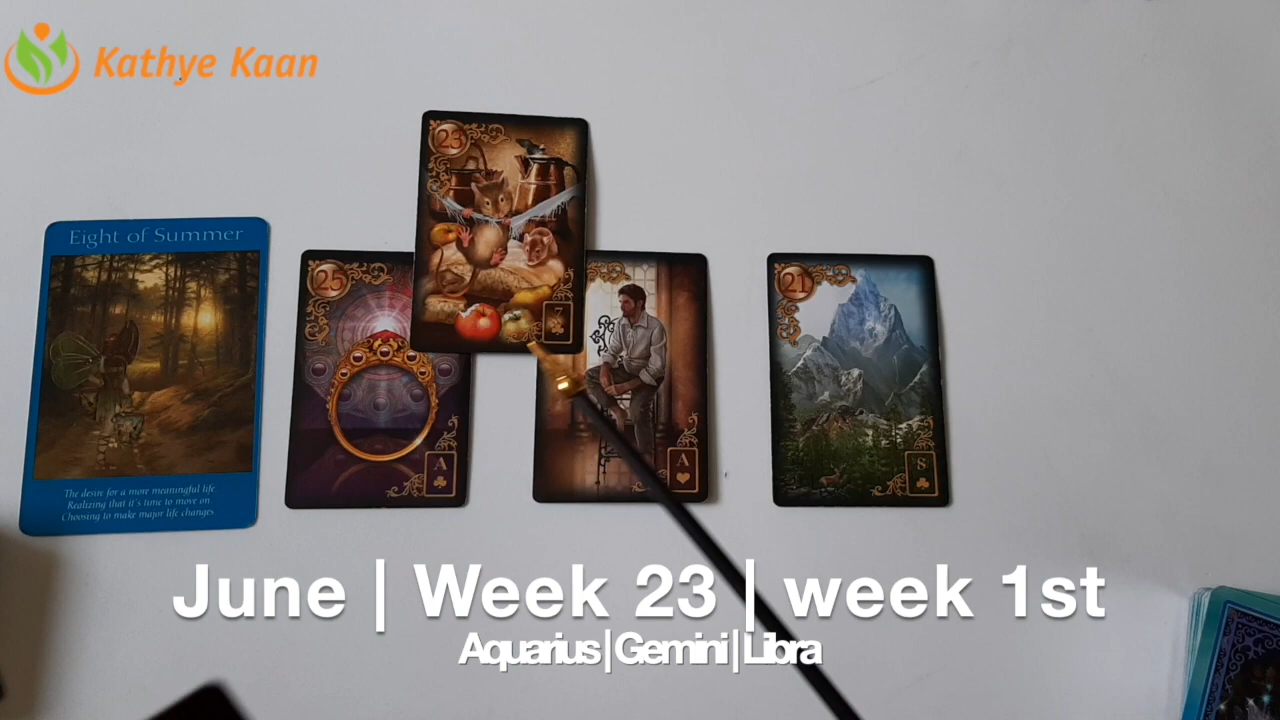 Kathye Kaan
23
7
Eight of Summer
25
21
The desire for a more meaningful life
Realizing that it's time to move on
Choosing to make major life changes
A
A
8
June | Week 23 | week 1st
Aquarius | Gemini | Libra